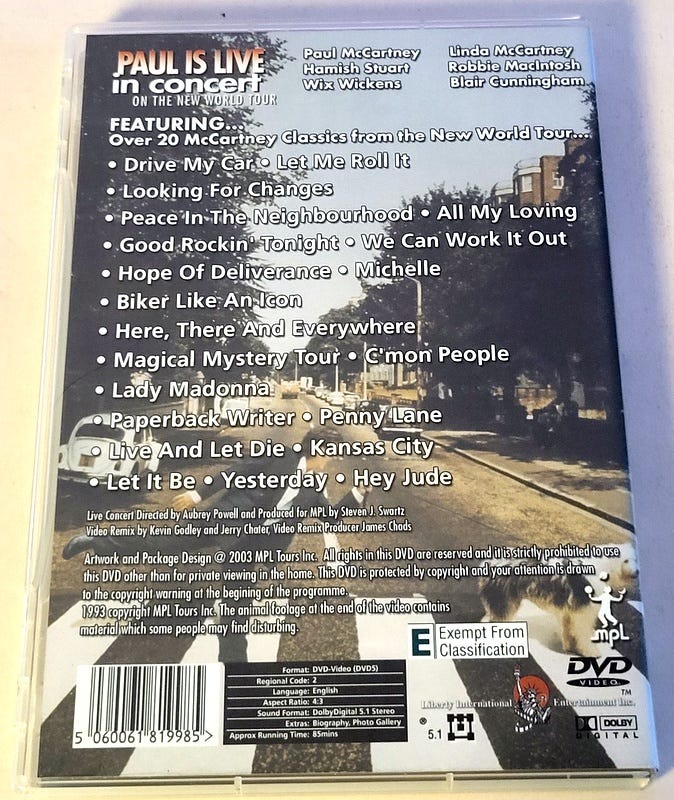 PAUL IS LIVE
in concert
ON THE NEW WORLD TOUR
Paul McCartney
Hamish Stuart
Wix Wickens
Linda McCartney
Robbie MacIntosh
Blair Cunningham
FEATURING...
Over 20 McCartney Classics from the New World Tour...
• Drive My Car • Let Me Roll It
• Looking For Changes
• Peace In The Neighbourhood • All My Loving
• Good Rockin' Tonight • We Can Work It Out
• Hope Of Deliverance • Michelle
• Biker Like An Icon
• Here, There And Everywhere
• Magical Mystery Tour • C'mon People
• Lady Madonna
• Paperback Writer • Penny Lane
• Live And Let Die • Kansas City
• Let It Be • Yesterday • Hey Jude
Live Concert Directed by Aubrey Powell and Produced for MPL by Steven J. Swartz
Video Remix by Kevin Godley and Jerry Chater, Video Remix Producer James Chads
Artwork and Package Design @ 2003 MPL Tours Inc. All rights in this DVD are reserved and it is strictly prohibited to use
this DVD other than for private viewing in the home. This DVD is protected by copyright and your attention is drawn
to the copyright warning at the begining of the programme.
1993 copyright MPL Tours Inc. The animal footage at the end of the video contains
material which some people may find disturbing.
mpL
E Exempt From
Classification
DVD
VIDEO
TM
Format: DVD-Video (DVD5)
Regional Code: 2
Language: English
Aspect Ratio: 4:3
Sound Format: DolbyDigital 5.1 Stereo
Extras: Biography, Photo Gallery
Approx Running Time: 85mins
5 060061 819985 >
Liberty International Entertainment Inc.
® 5.1
DOLBY
DIGITAL